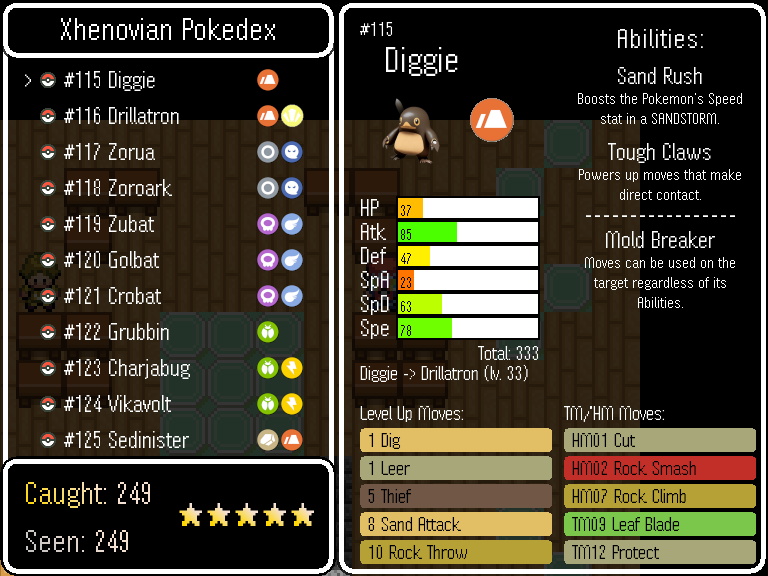 Xhenovian Pokedex
> #115 Diggie
#116 Drillatron
#117 Zorua
#118 Zoroark
#119 Zubat
#120 Golbat
#121 Crobat
#122 Grubbin
#123 Charjabug
#124 Vikavolt
#125 Sedinister
Caught: 249
Seen: 249
#115
Diggie
HP 37
Atk 85
Def 47
SpA 23
SpD 63
Spe 78
Total: 333
Diggie -> Drillatron (lv. 33)
Abilities:
Sand Rush
Boosts the Pokemon's Speed
stat in a SANDSTORM.
Tough Claws
Powers up moves that make
direct contact.
Mold Breaker
Moves can be used on the
target regardless of its
Abilities.
Level Up Moves:
1 Dig
1 Leer
5 Thief
8 Sand Attack
10 Rock Throw
TM/HM Moves:
HM01 Cut
HM02 Rock Smash
HM07 Rock Climb
TM09 Leaf Blade
TM12 Protect